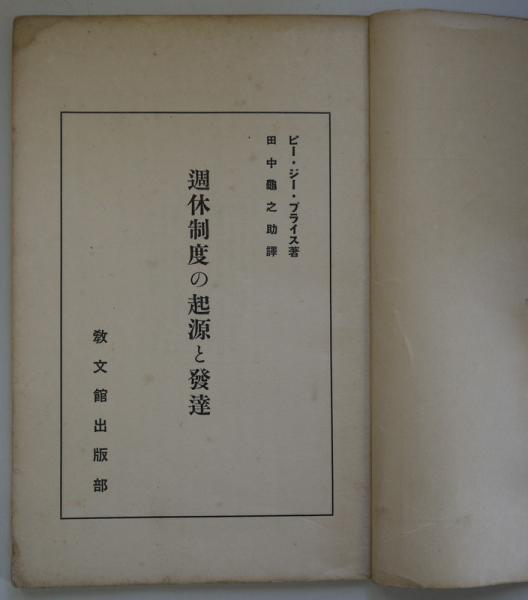 ピー・ジー・プライス著
田中龜之助譯
週休制度の起源と發達
敎文館出版部